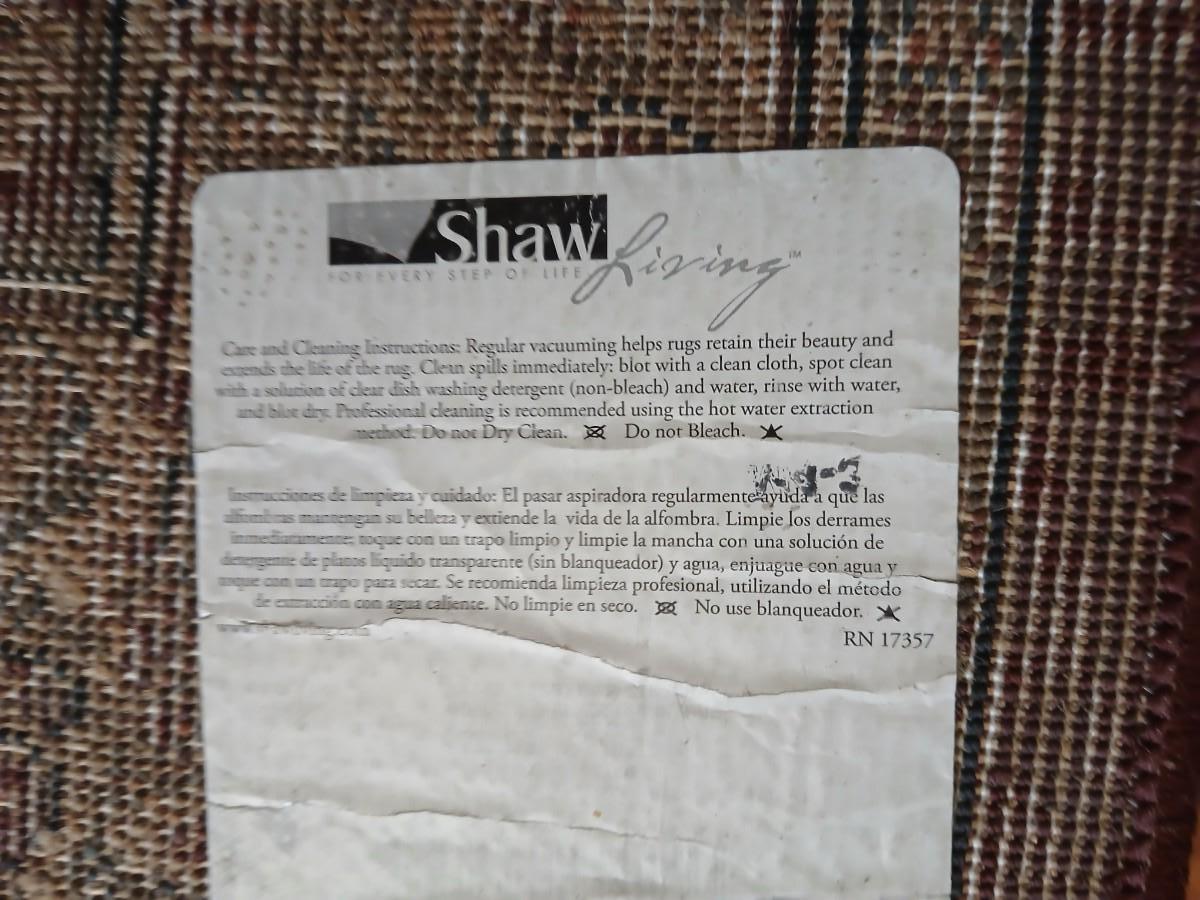 Shaw Living™
FOR EVERY STEP OF LIFE
Care and Cleaning Instructions: Regular vacuuming helps rugs retain their beauty and
extends the life of the rug. Clean spills immediately: blot with a clean cloth, spot clean
with a solution of clear dish washing detergent (non-bleach) and water, rinse with water,
and blot dry. Professional cleaning is recommended using the hot water extraction
method. Do not Dry Clean. Do not Bleach.
Instrucciones de limpieza y cuidado: El pasar aspiradora regularmente ayuda a que las
alfombras mantengan su belleza y extiende la vida de la alfombra. Limpie los derrames
inmediatamente; toque con un trapo limpio y limpie la mancha con una solución de
detergente de platos líquido transparente (sin blanqueador) y agua, enjuague con agua y
toque con un trapo para secar. Se recomienda limpieza profesional, utilizando el método
de extracción con agua caliente. No limpie en seco. No use blanqueador.
RN 17357